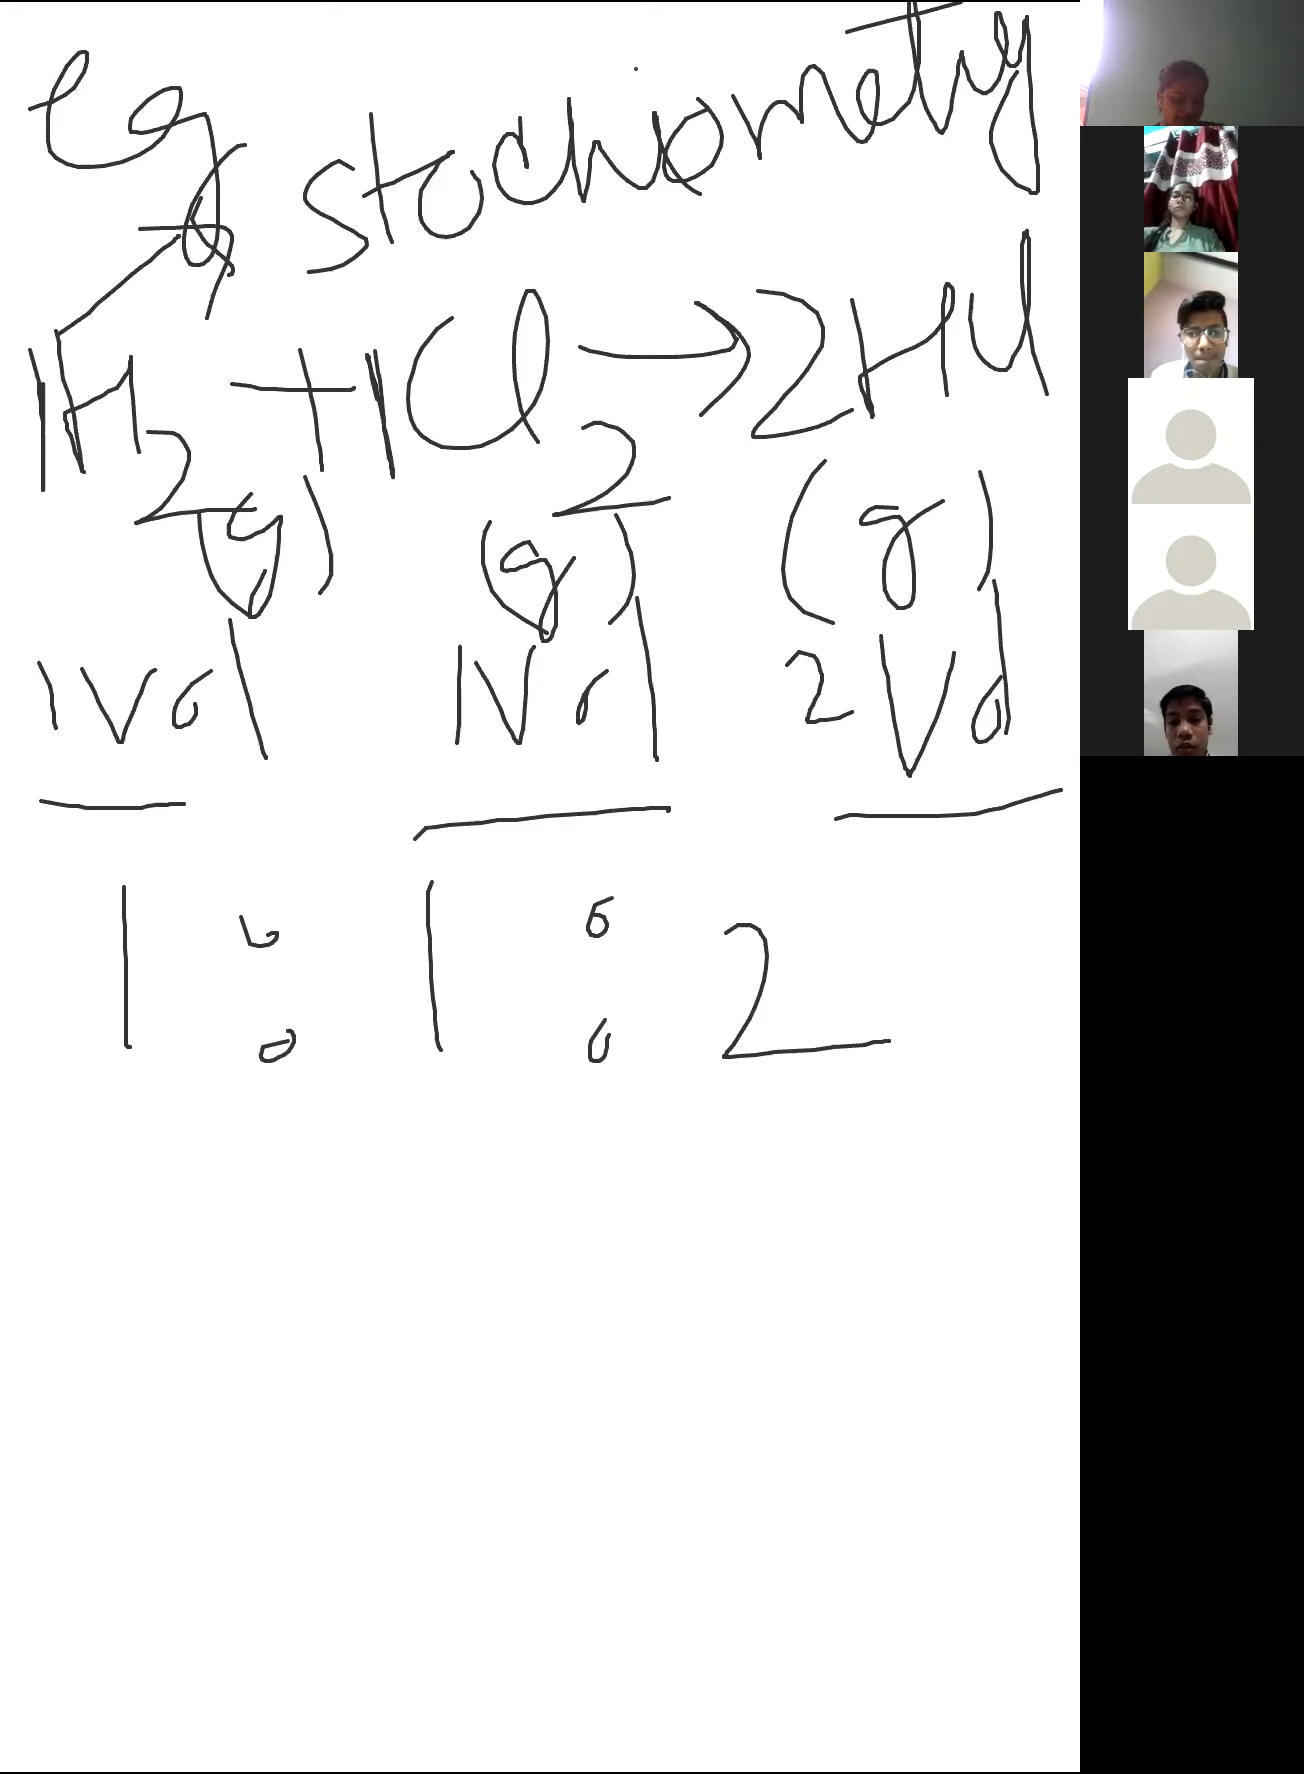 eg stochiometry
1H2 + 1Cl2 → 2HCl
(g) (g) (g)
1Vol 1Vol 2Vol
1 : 1 : 2